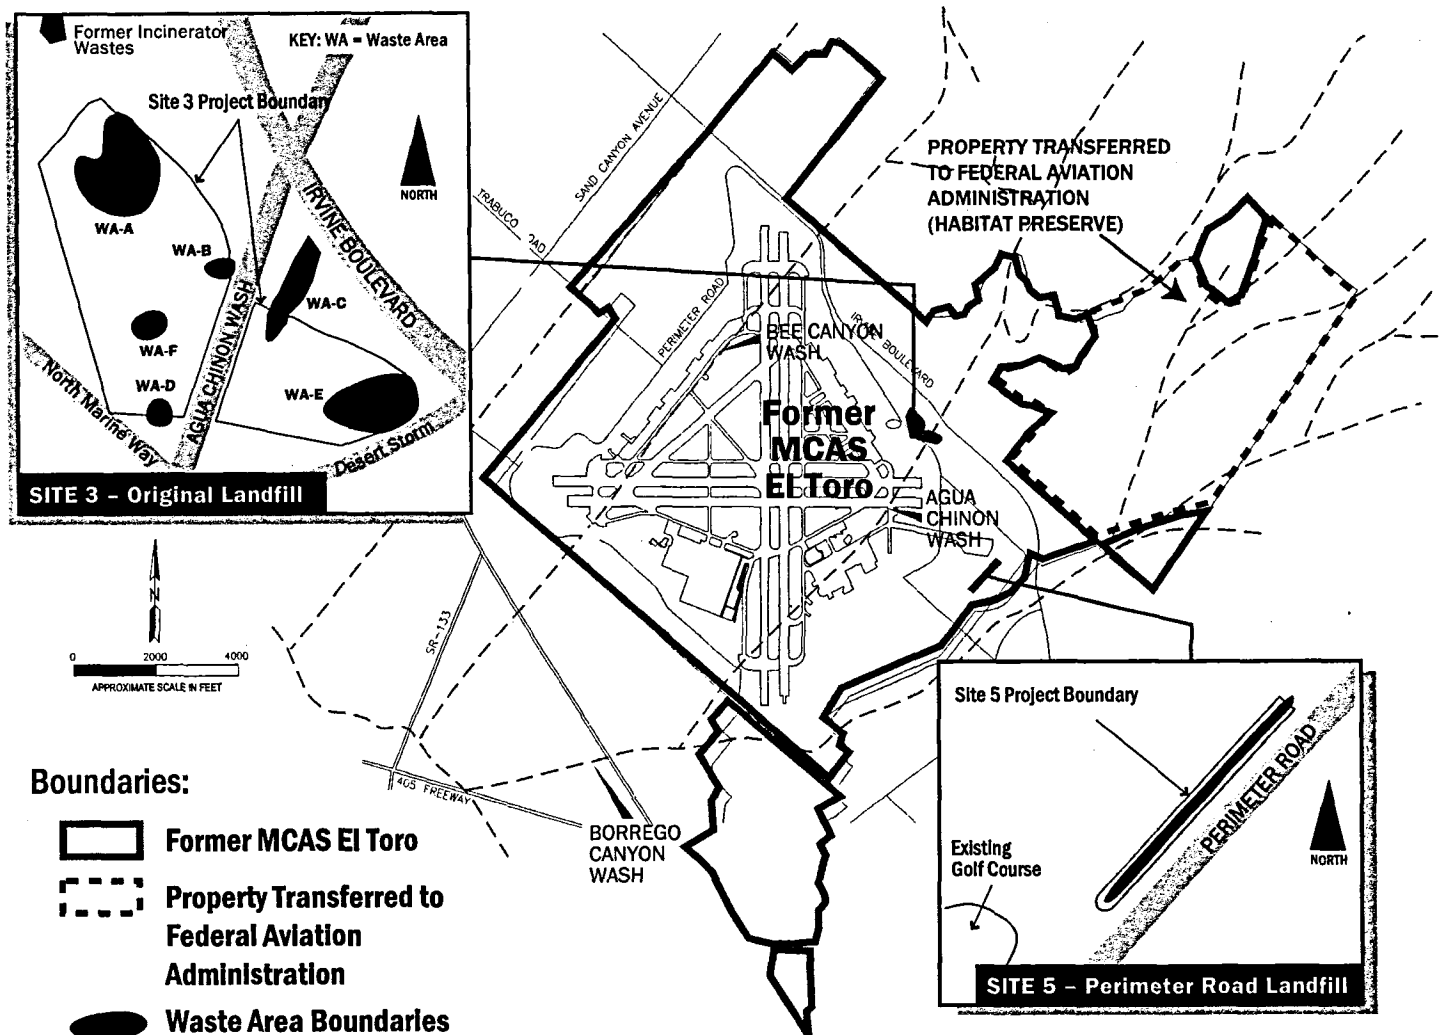 Former Incinerator
Wastes
KEY: WA = Waste Area
Site 3 Project Boundary
NORTH
WA-A
WA-B
WA-C
WA-F
WA-D
WA-E
IRVINE BOULEVARD
AGUA CHINON WASH
North Marine Way
Desert Storm
SITE 3 – Original Landfill
SAND CANYON AVENUE
TRABUCO
PERIMETER ROAD
BEE CANYON
WASH
BOULEVARD
PROPERTY TRANSFERRED
TO FEDERAL AVIATION
ADMINISTRATION
(HABITAT PRESERVE)
Former
MCAS
El Toro
AGUA
CHINON
WASH
N
0 2000 4000
APPROXIMATE SCALE IN FEET
SR-133
405 FREEWAY
BORREGO
CANYON
WASH
Boundaries:
Former MCAS El Toro
Property Transferred to
Federal Aviation
Administration
Waste Area Boundaries
Site 5 Project Boundary
PERIMETER ROAD
Existing
Golf Course
NORTH
SITE 5 – Perimeter Road Landfill